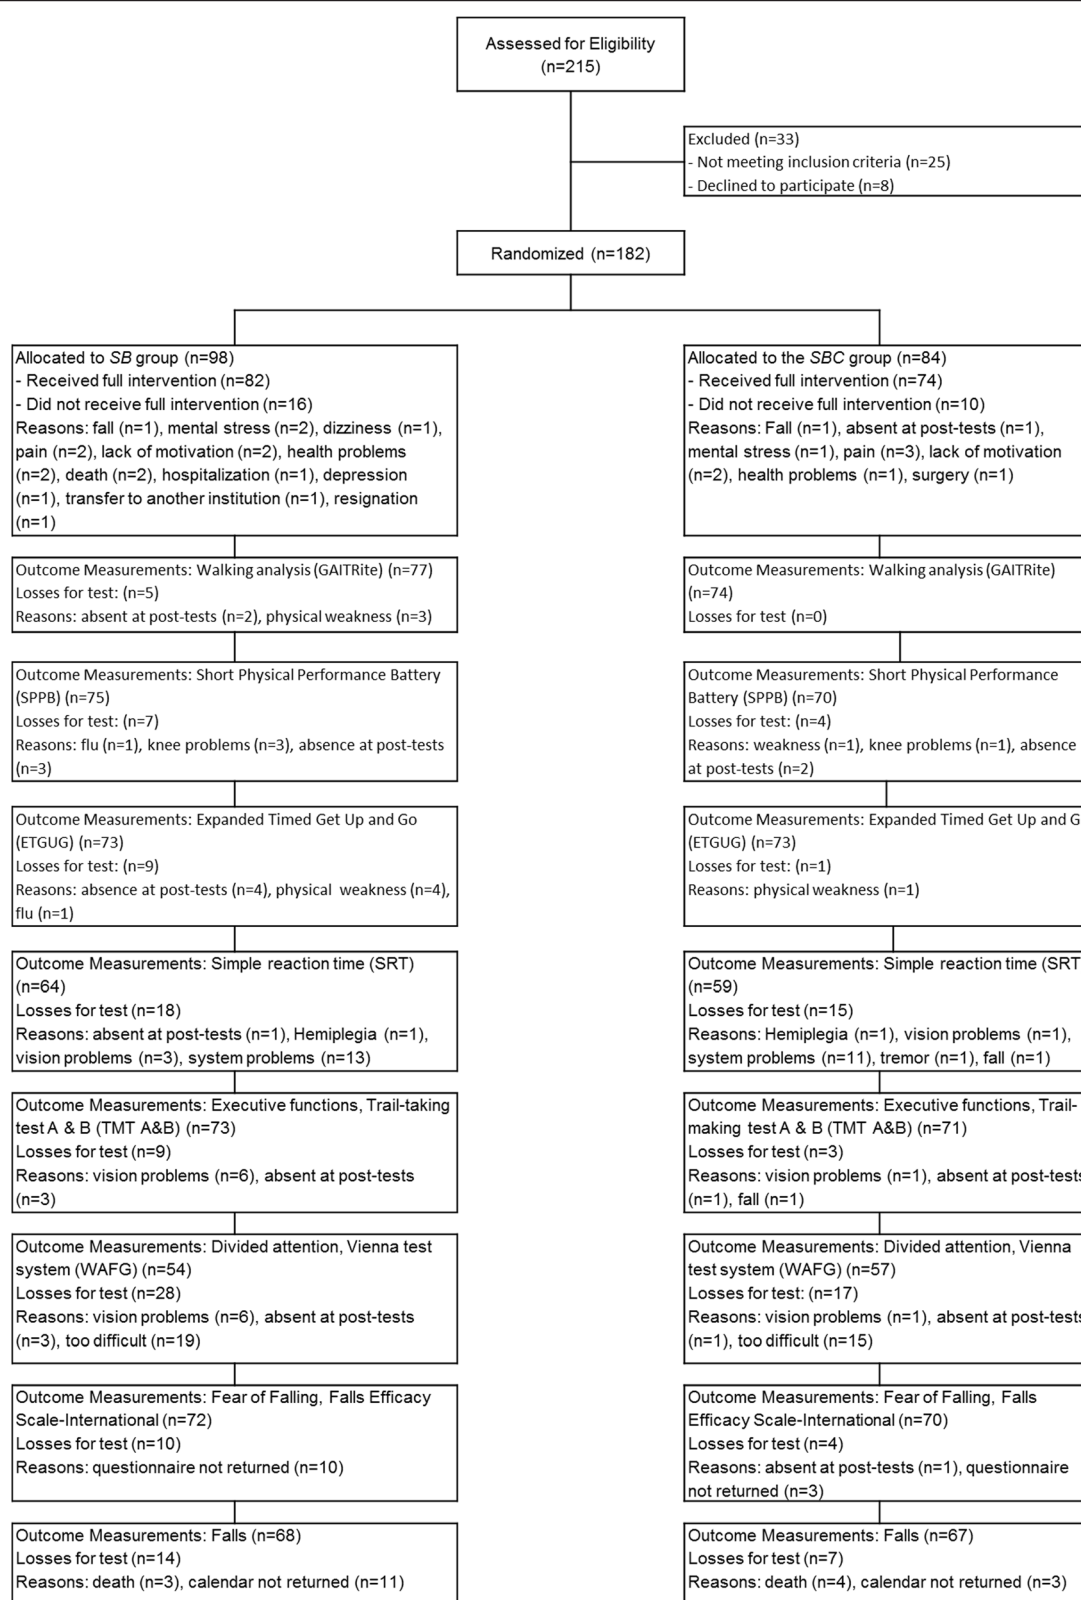 Assessed for Eligibility
(n=215)
Excluded (n=33)
- Not meeting inclusion criteria (n=25)
- Declined to participate (n=8)
Randomized (n=182)
Allocated to SB group (n=98)
- Received full intervention (n=82)
- Did not receive full intervention (n=16)
Reasons: fall (n=1), mental stress (n=2), dizziness (n=1),
pain (n=2), lack of motivation (n=2), health problems
(n=2), death (n=2), hospitalization (n=1), depression
(n=1), transfer to another institution (n=1), resignation
(n=1)
Allocated to the SBC group (n=84)
- Received full intervention (n=74)
- Did not receive full intervention (n=10)
Reasons: Fall (n=1), absent at post-tests (n=1),
mental stress (n=1), pain (n=3), lack of motivation
(n=2), health problems (n=1), surgery (n=1)
Outcome Measurements: Walking analysis (GAITRite) (n=77)
Losses for test: (n=5)
Reasons: absent at post-tests (n=2), physical weakness (n=3)
Outcome Measurements: Walking analysis (GAITRite)
(n=74)
Losses for test (n=0)
Outcome Measurements: Short Physical Performance Battery
(SPPB) (n=75)
Losses for test: (n=7)
Reasons: flu (n=1), knee problems (n=3), absence at post-tests
(n=3)
Outcome Measurements: Short Physical Performance
Battery (SPPB) (n=70)
Losses for test: (n=4)
Reasons: weakness (n=1), knee problems (n=1), absence
at post-tests (n=2)
Outcome Measurements: Expanded Timed Get Up and Go
(ETGUG) (n=73)
Losses for test: (n=9)
Reasons: absence at post-tests (n=4), physical weakness (n=4),
flu (n=1)
Outcome Measurements: Expanded Timed Get Up and G
(ETGUG) (n=73)
Losses for test: (n=1)
Reasons: physical weakness (n=1)
Outcome Measurements: Simple reaction time (SRT)
(n=64)
Losses for test (n=18)
Reasons: absent at post-tests (n=1), Hemiplegia (n=1),
vision problems (n=3), system problems (n=13)
Outcome Measurements: Simple reaction time (SRT
(n=59)
Losses for test (n=15)
Reasons: Hemiplegia (n=1), vision problems (n=1),
system problems (n=11), tremor (n=1), fall (n=1)
Outcome Measurements: Executive functions, Trail-taking
test A & B (TMT A&B) (n=73)
Losses for test (n=9)
Reasons: vision problems (n=6), absent at post-tests
(n=3)
Outcome Measurements: Executive functions, Trail-
making test A & B (TMT A&B) (n=71)
Losses for test (n=3)
Reasons: vision problems (n=1), absent at post-tests
(n=1), fall (n=1)
Outcome Measurements: Divided attention, Vienna test
system (WAFG) (n=54)
Losses for test (n=28)
Reasons: vision problems (n=6), absent at post-tests
(n=3), too difficult (n=19)
Outcome Measurements: Divided attention, Vienna
test system (WAFG) (n=57)
Losses for test: (n=17)
Reasons: vision problems (n=1), absent at post-tests
(n=1), too difficult (n=15)
Outcome Measurements: Fear of Falling, Falls Efficacy
Scale-International (n=72)
Losses for test (n=10)
Reasons: questionnaire not returned (n=10)
Outcome Measurements: Fear of Falling, Falls
Efficacy Scale-International (n=70)
Losses for test (n=4)
Reasons: absent at post-tests (n=1), questionnaire
not returned (n=3)
Outcome Measurements: Falls (n=68)
Losses for test (n=14)
Reasons: death (n=3), calendar not returned (n=11)
Outcome Measurements: Falls (n=67)
Losses for test (n=7)
Reasons: death (n=4), calendar not returned (n=3)